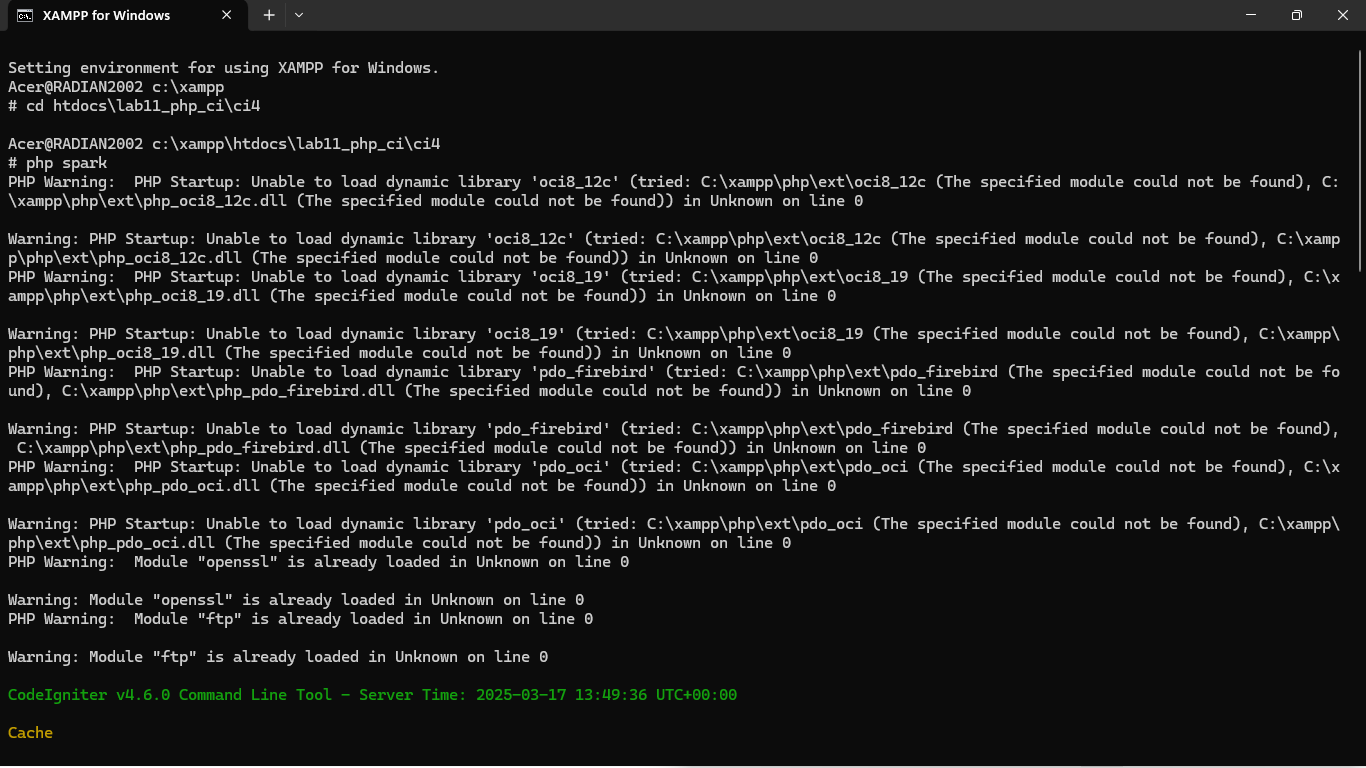 XAMPP for Windows
Setting environment for using XAMPP for Windows.
Acer@RADIAN2002 c:\xampp
# cd htdocs\lab11_php_ci\ci4
Acer@RADIAN2002 c:\xampp\htdocs\lab11_php_ci\ci4
# php spark
PHP Warning:  PHP Startup: Unable to load dynamic library 'oci8_12c' (tried: C:\xampp\php\ext\oci8_12c (The specified module could not be found), C:
\xampp\php\ext\php_oci8_12c.dll (The specified module could not be found)) in Unknown on line 0
Warning: PHP Startup: Unable to load dynamic library 'oci8_12c' (tried: C:\xampp\php\ext\oci8_12c (The specified module could not be found), C:\xamp
p\php\ext\php_oci8_12c.dll (The specified module could not be found)) in Unknown on line 0
PHP Warning:  PHP Startup: Unable to load dynamic library 'oci8_19' (tried: C:\xampp\php\ext\oci8_19 (The specified module could not be found), C:\x
ampp\php\ext\php_oci8_19.dll (The specified module could not be found)) in Unknown on line 0
Warning: PHP Startup: Unable to load dynamic library 'oci8_19' (tried: C:\xampp\php\ext\oci8_19 (The specified module could not be found), C:\xampp\
php\ext\php_oci8_19.dll (The specified module could not be found)) in Unknown on line 0
PHP Warning:  PHP Startup: Unable to load dynamic library 'pdo_firebird' (tried: C:\xampp\php\ext\pdo_firebird (The specified module could not be fo
und), C:\xampp\php\ext\php_pdo_firebird.dll (The specified module could not be found)) in Unknown on line 0
Warning: PHP Startup: Unable to load dynamic library 'pdo_firebird' (tried: C:\xampp\php\ext\pdo_firebird (The specified module could not be found),
 C:\xampp\php\ext\php_pdo_firebird.dll (The specified module could not be found)) in Unknown on line 0
PHP Warning:  PHP Startup: Unable to load dynamic library 'pdo_oci' (tried: C:\xampp\php\ext\pdo_oci (The specified module could not be found), C:\x
ampp\php\ext\php_pdo_oci.dll (The specified module could not be found)) in Unknown on line 0
Warning: PHP Startup: Unable to load dynamic library 'pdo_oci' (tried: C:\xampp\php\ext\pdo_oci (The specified module could not be found), C:\xampp\
php\ext\php_pdo_oci.dll (The specified module could not be found)) in Unknown on line 0
PHP Warning:  Module "openssl" is already loaded in Unknown on line 0
Warning: Module "openssl" is already loaded in Unknown on line 0
PHP Warning:  Module "ftp" is already loaded in Unknown on line 0
Warning: Module "ftp" is already loaded in Unknown on line 0
CodeIgniter v4.6.0 Command Line Tool - Server Time: 2025-03-17 13:49:36 UTC+00:00
Cache